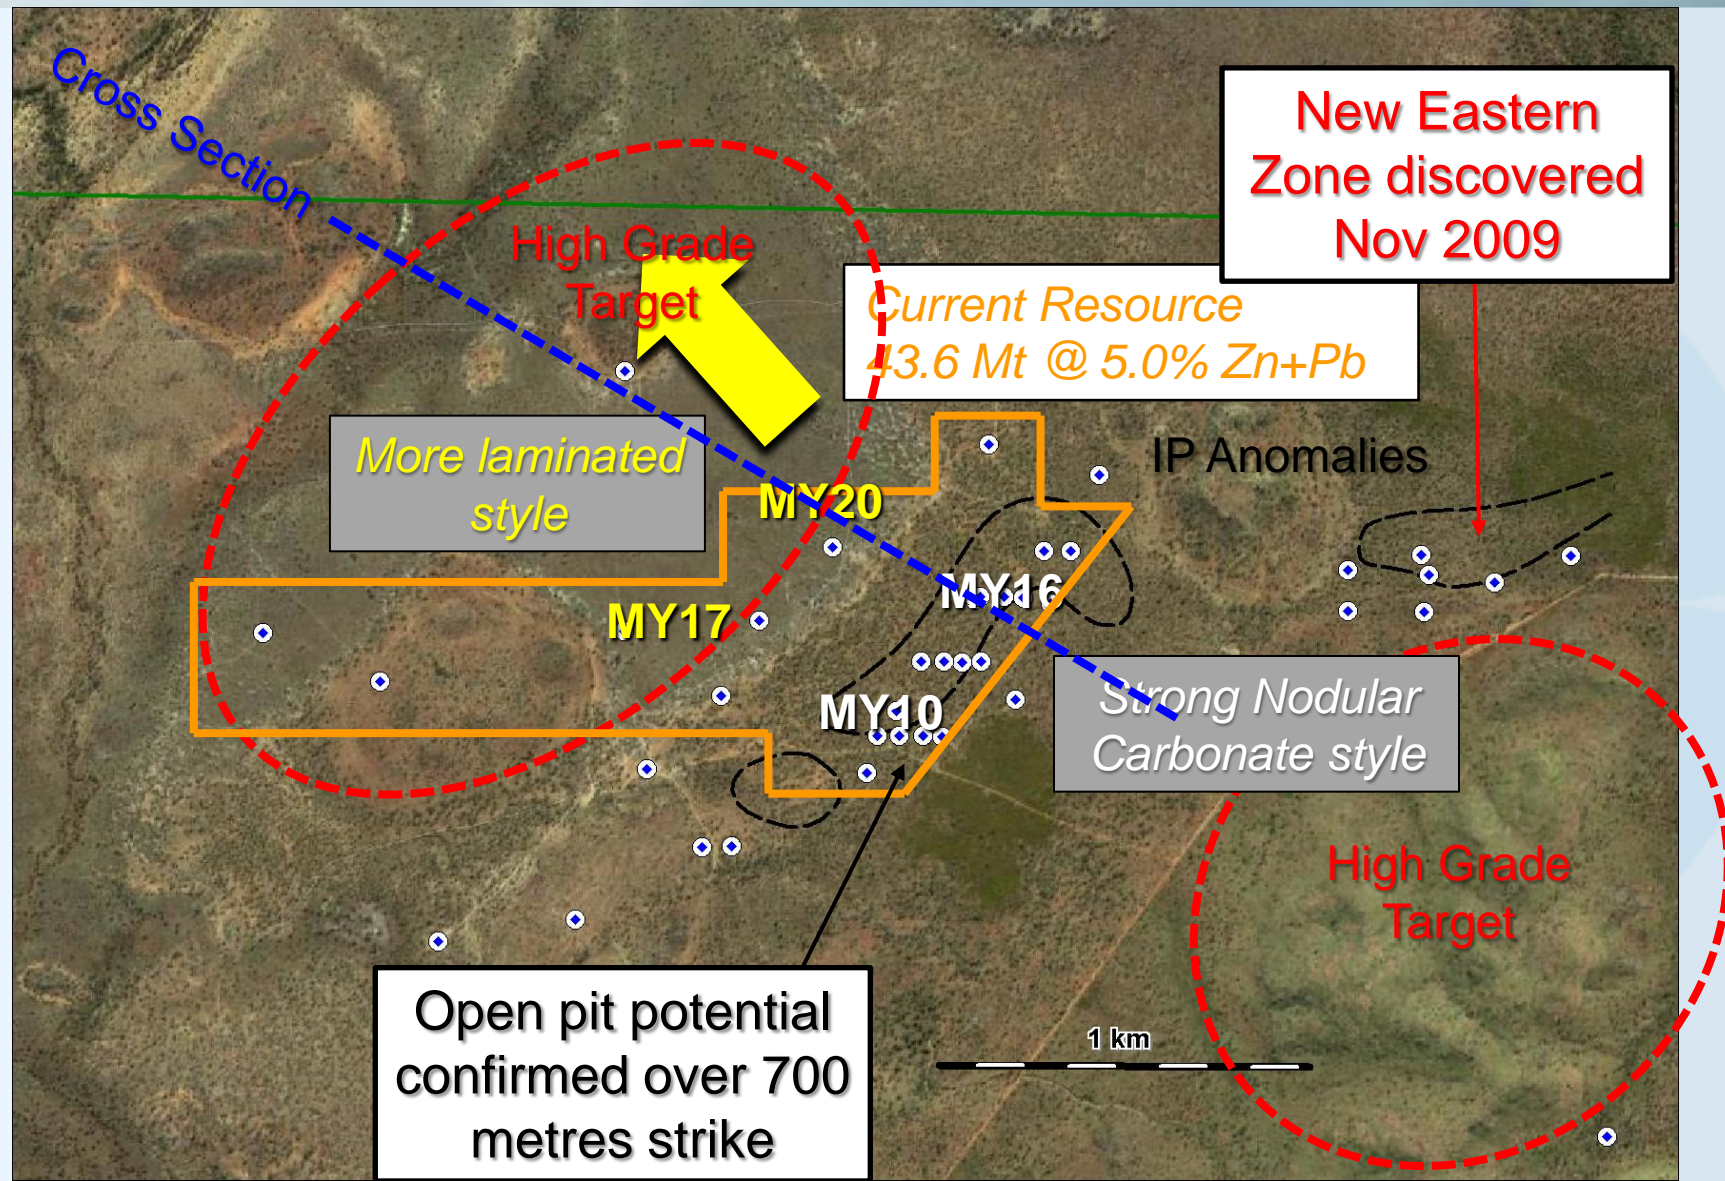 Cross Section
New Eastern
Zone discovered
Nov 2009
High Grade
Target
Current Resource
43.6 Mt @ 5.0% Zn+Pb
More laminated
style
IP Anomalies
MY20
MY16
MY17
MY10
Strong Nodular
Carbonate style
High Grade
Target
Open pit potential
confirmed over 700
metres strike
1 km